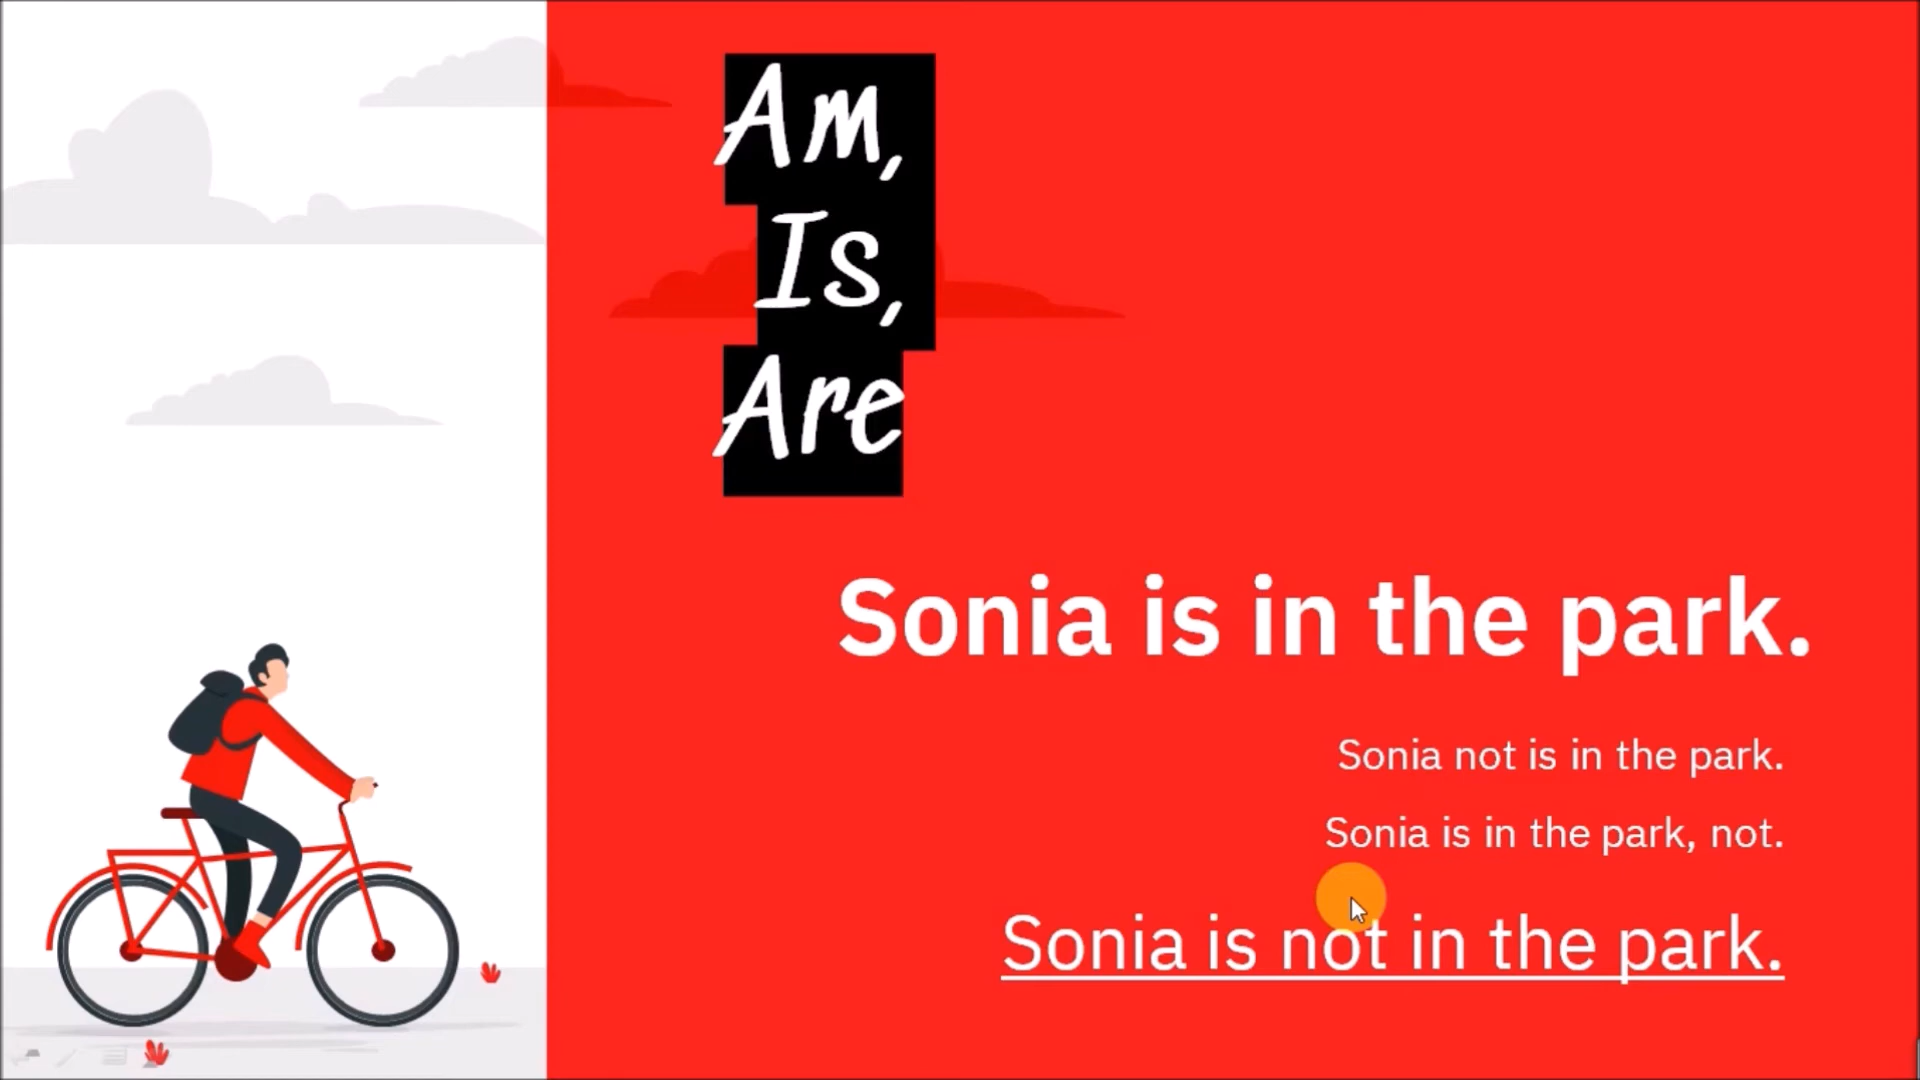 Am,
Is,
Are
Sonia is in the park.
Sonia not is in the park.
Sonia is in the park, not.
Sonia is not in the park.